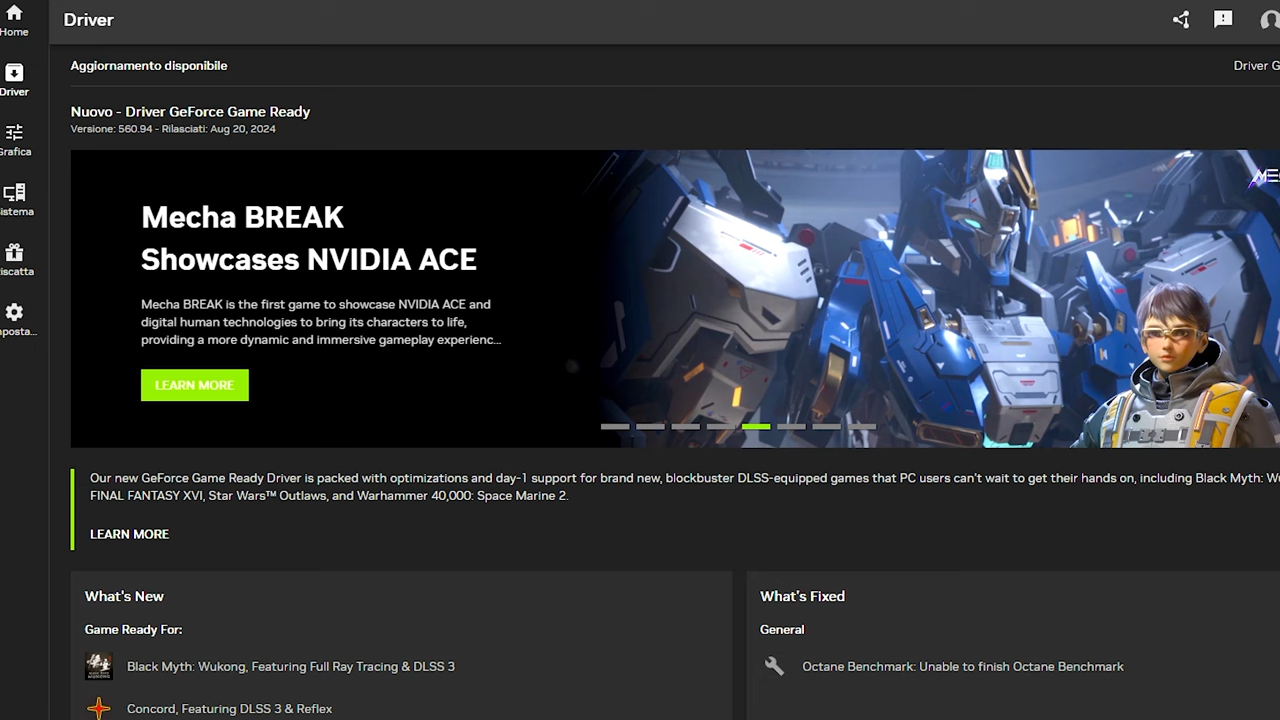 Home
Driver
Grafica
istema
iscatta
nposta...
Driver
Aggiornamento disponibile
Driver G
Nuovo - Driver GeForce Game Ready
Versione: 560.94 - Rilasciati: Aug 20, 2024
Mecha BREAK
Showcases NVIDIA ACE
Mecha BREAK is the first game to showcase NVIDIA ACE and
digital human technologies to bring its characters to life,
providing a more dynamic and immersive gameplay experienc...
LEARN MORE
Our new GeForce Game Ready Driver is packed with optimizations and day-1 support for brand new, blockbuster DLSS-equipped games that PC users can't wait to get their hands on, including Black Myth: Wu
FINAL FANTASY XVI, Star Wars™ Outlaws, and Warhammer 40,000: Space Marine 2.
LEARN MORE
What's New
Game Ready For:
Black Myth: Wukong, Featuring Full Ray Tracing & DLSS 3
Concord, Featuring DLSS 3 & Reflex
What's Fixed
General
Octane Benchmark: Unable to finish Octane Benchmark